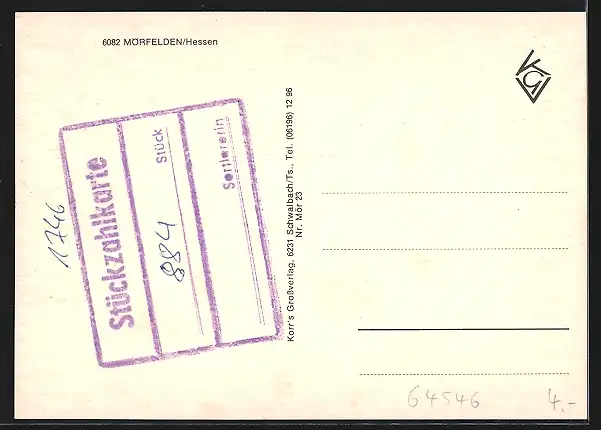 6082 MÖRFELDEN/Hessen
1746
Stückzahlkarte
884 Stück
Sortiererin
Korr's Großverlag, 6231 Schwalbach/Ts., Tel. (06196) 12 96
Nr. Mör 23
KGV
64546
4.-